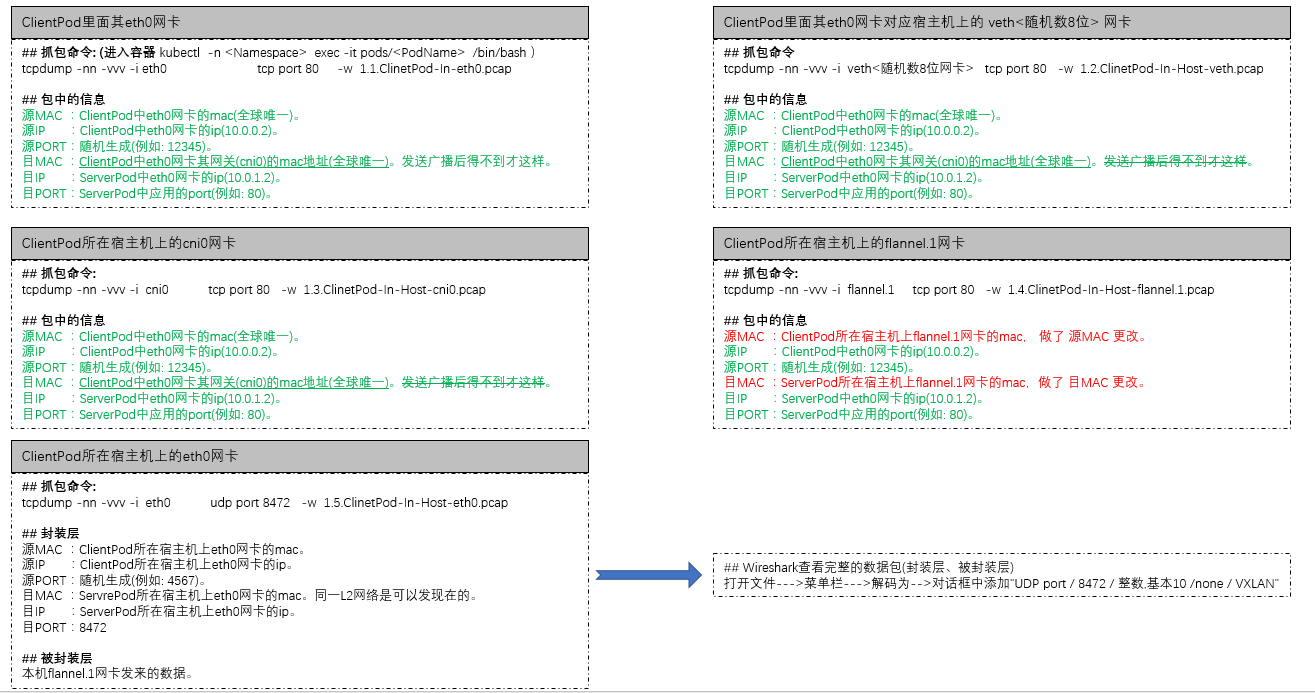 ClientPod里面其eth0网卡
## 抓包命令: (进入容器 kubectl -n <Namespace> exec -it pods/<PodName> /bin/bash )
tcpdump -nn -vvv -i eth0 tcp port 80 -w 1.1.ClinetPod-In-eth0.pcap
## 包中的信息
源MAC ：ClientPod中eth0网卡的mac(全球唯一)。
源IP ：ClientPod中eth0网卡的ip(10.0.0.2)。
源PORT：随机生成(例如: 12345)。
目MAC ：ClientPod中eth0网卡其网关(cni0)的mac地址(全球唯一)。发送广播后得不到才这样。
目IP ：ServerPod中eth0网卡的ip(10.0.1.2)。
目PORT：ServerPod中应用的port(例如: 80)。
ClientPod里面其eth0网卡对应宿主机上的 veth<随机数8位> 网卡
## 抓包命令
tcpdump -nn -vvv -i veth<随机数8位网卡> tcp port 80 -w 1.2.ClinetPod-In-Host-veth.pcap
## 包中的信息
源MAC ：ClientPod中eth0网卡的mac(全球唯一)。
源IP ：ClientPod中eth0网卡的ip(10.0.0.2)。
源PORT：随机生成(例如: 12345)。
目MAC ：ClientPod中eth0网卡其网关(cni0)的mac地址(全球唯一)。发送广播后得不到才这样。
目IP ：ServerPod中eth0网卡的ip(10.0.1.2)。
目PORT：ServerPod中应用的port(例如: 80)。
ClientPod所在宿主机上的cni0网卡
## 抓包命令:
tcpdump -nn -vvv -i cni0 tcp port 80 -w 1.3.ClinetPod-In-Host-cni0.pcap
## 包中的信息
源MAC ：ClientPod中eth0网卡的mac(全球唯一)。
源IP ：ClientPod中eth0网卡的ip(10.0.0.2)。
源PORT：随机生成(例如: 12345)。
目MAC ：ClientPod中eth0网卡其网关(cni0)的mac地址(全球唯一)。发送广播后得不到才这样。
目IP ：ServerPod中eth0网卡的ip(10.0.1.2)。
目PORT：ServerPod中应用的port(例如: 80)。
ClientPod所在宿主机上的flannel.1网卡
## 抓包命令:
tcpdump -nn -vvv -i flannel.1 tcp port 80 -w 1.4.ClinetPod-In-Host-flannel.1.pcap
## 包中的信息
源MAC ：ClientPod所在宿主机上flannel.1网卡的mac, 做了 源MAC 更改。
源IP ：ClientPod中eth0网卡的ip(10.0.0.2)。
源PORT：随机生成(例如: 12345)。
目MAC ：ServerPod所在宿主机上flannel.1网卡的mac, 做了 目MAC 更改。
目IP ：ServerPod中eth0网卡的ip(10.0.1.2)。
目PORT：ServerPod中应用的port(例如: 80)。
ClientPod所在宿主机上的eth0网卡
## 抓包命令:
tcpdump -nn -vvv -i eth0 udp port 8472 -w 1.5.ClinetPod-In-Host-eth0.pcap
## 封装层
源MAC ：ClientPod所在宿主机上eth0网卡的mac。
源IP ：ClientPod所在宿主机上eth0网卡的ip。
源PORT：随机生成(例如: 4567)。
目MAC ：ServrePod所在宿主机上eth0网卡的mac。同一L2网络是可以发现在的。
目IP ：ServerPod所在宿主机上eth0网卡的ip。
目PORT：8472
## 被封装层
本机flannel.1网卡发来的数据。
## Wireshark查看完整的数据包(封装层、被封装层)
打开文件--->菜单栏--->解码为-->对话框中添加"UDP port / 8472 / 整数,基本10 /none / VXLAN"